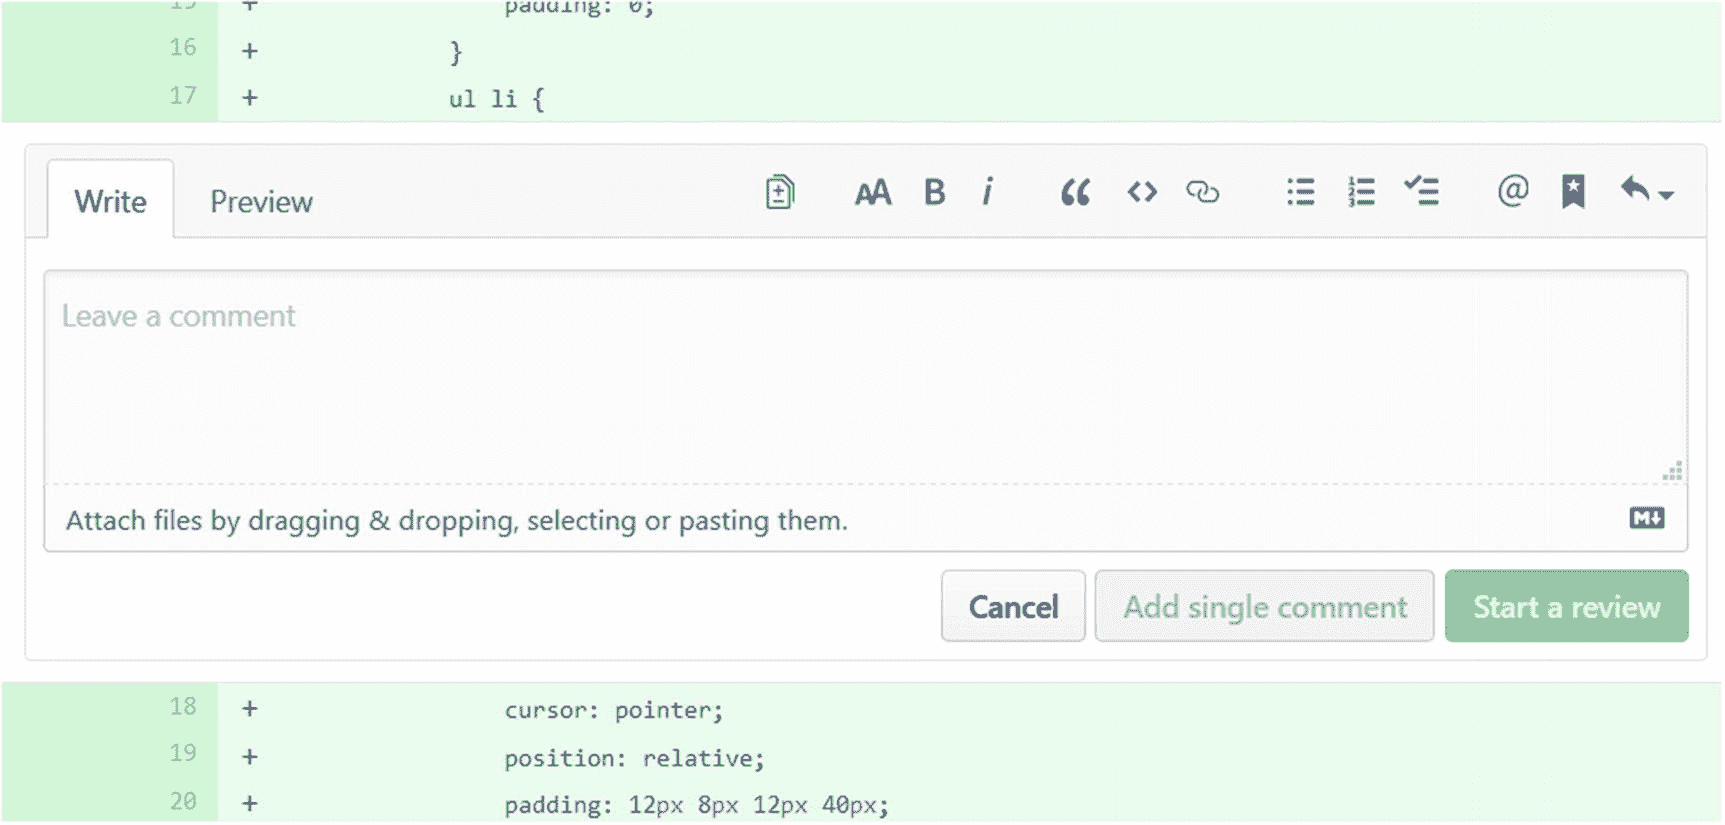 15 + padding: 0;
16 + }
17 + ul li {
Write Preview AA B i “ <> @
Leave a comment
Attach files by dragging & dropping, selecting or pasting them. M↓
Cancel Add single comment Start a review
18 + cursor: pointer;
19 + position: relative;
20 + padding: 12px 8px 12px 40px;